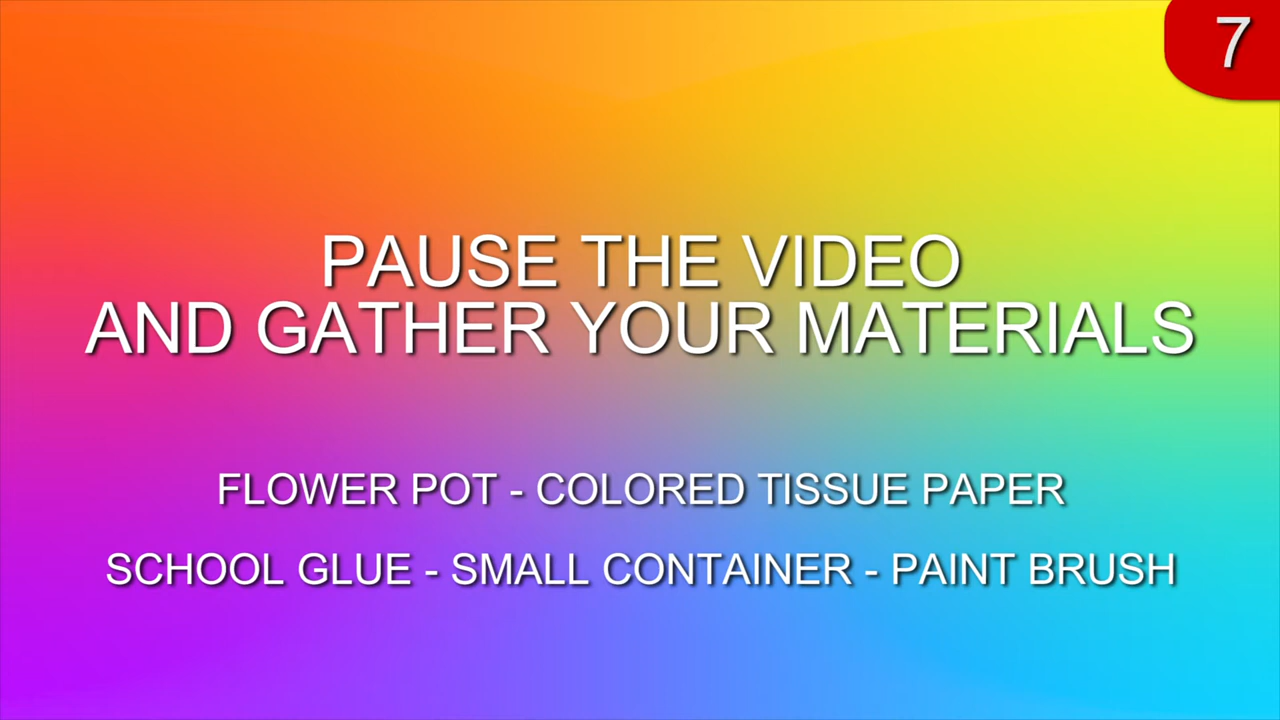 7
PAUSE THE VIDEO
AND GATHER YOUR MATERIALS
FLOWER POT - COLORED TISSUE PAPER
SCHOOL GLUE - SMALL CONTAINER - PAINT BRUSH